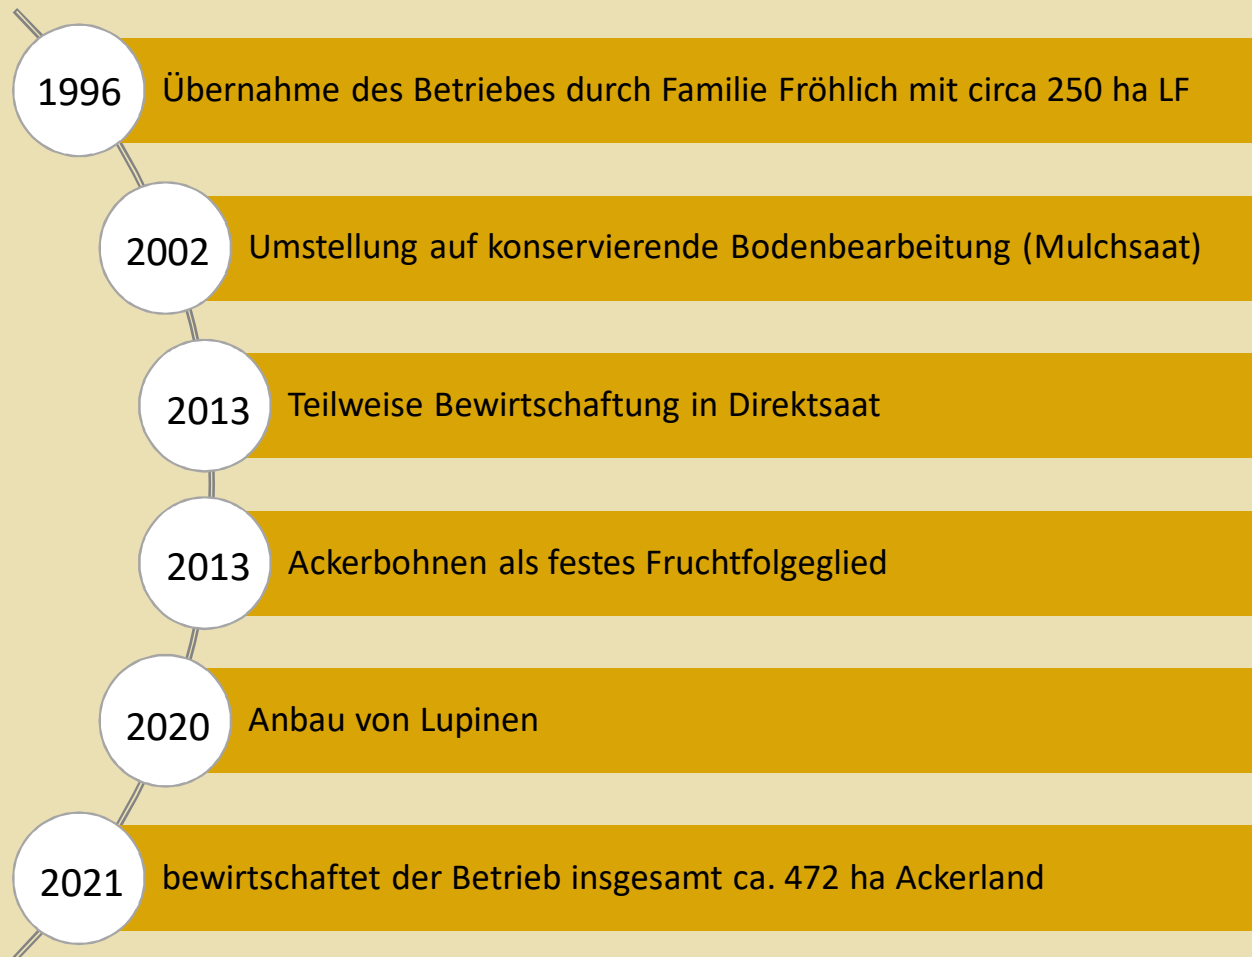 1996
Übernahme des Betriebes durch Familie Fröhlich mit circa 250 ha LF
2002
Umstellung auf konservierende Bodenbearbeitung (Mulchsaat)
2013
Teilweise Bewirtschaftung in Direktsaat
2013
Ackerbohnen als festes Fruchtfolgeglied
2020
Anbau von Lupinen
2021
bewirtschaftet der Betrieb insgesamt ca. 472 ha Ackerland